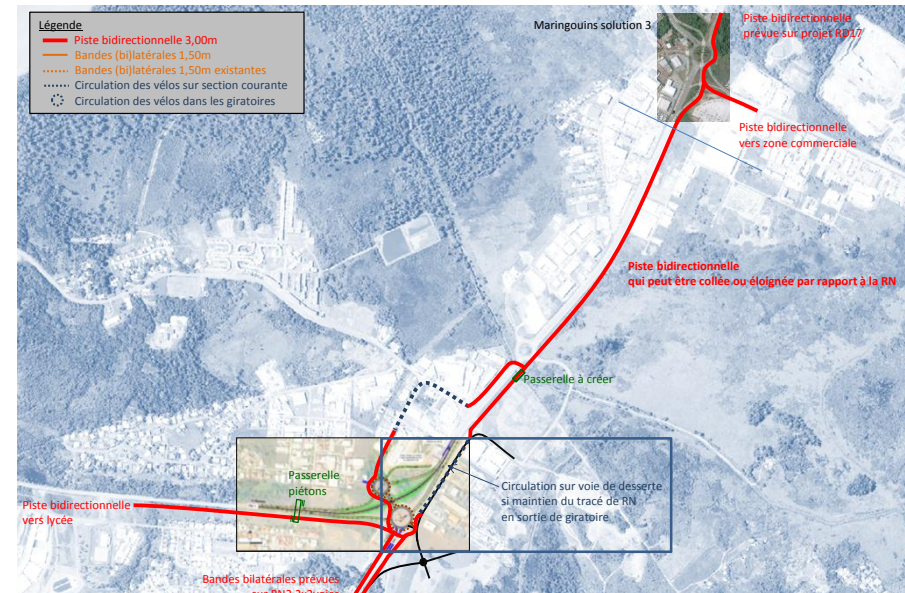 Légende
Piste bidirectionnelle 3,00m
Bandes (bi)latérales 1,50m
Bandes (bi)latérales 1,50m existantes
Circulation des vélos sur section courante
Circulation des vélos dans les giratoires
Maringouins solution 3
Piste bidirectionnelle
prévue sur projet RD17
Piste bidirectionnelle
vers zone commerciale
Piste bidirectionnelle
qui peut être collée ou éloignée par rapport à la RN
Passerelle à créer
Passerelle
piétons
Circulation sur voie de desserte
si maintien du tracé de RN
en sortie de giratoire
Piste bidirectionnelle
vers lycée
Bandes bilatérales prévues